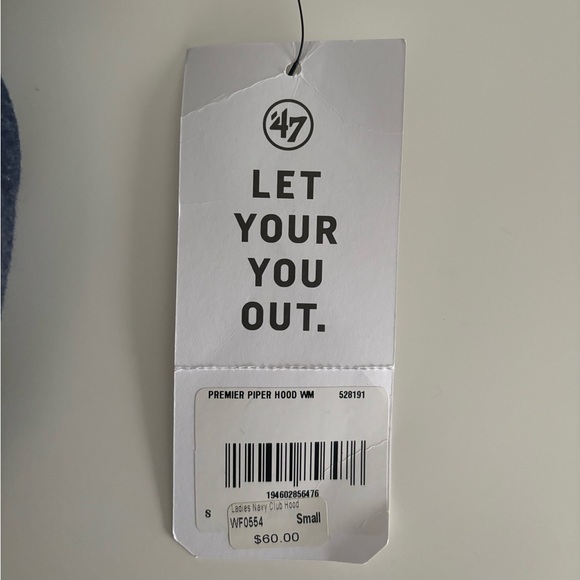 '47
LET
YOUR
YOU
OUT.
PREMIER PIPER HOOD WM 528191
194602856476
S
Ladies Navy Club Hood
WF0554 Small
$60.00